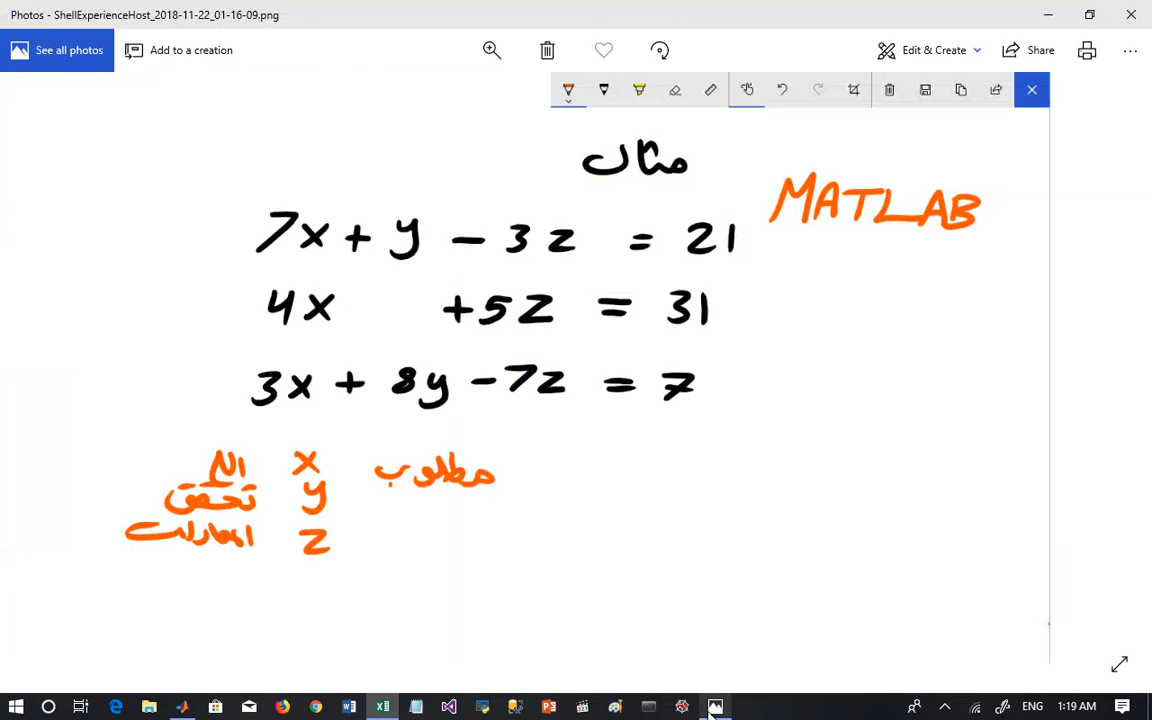 Photos - ShellExperienceHost_2018-11-22_01-16-09.png
See all photos
Add to a creation
Edit & Create
Share
مثال
MATLAB
7x + y - 3z = 21
4x +5z = 31
3x + 8y - 7z = 7
مطلوب x الي
y تحقق
z المعادلات
ENG
1:19 AM